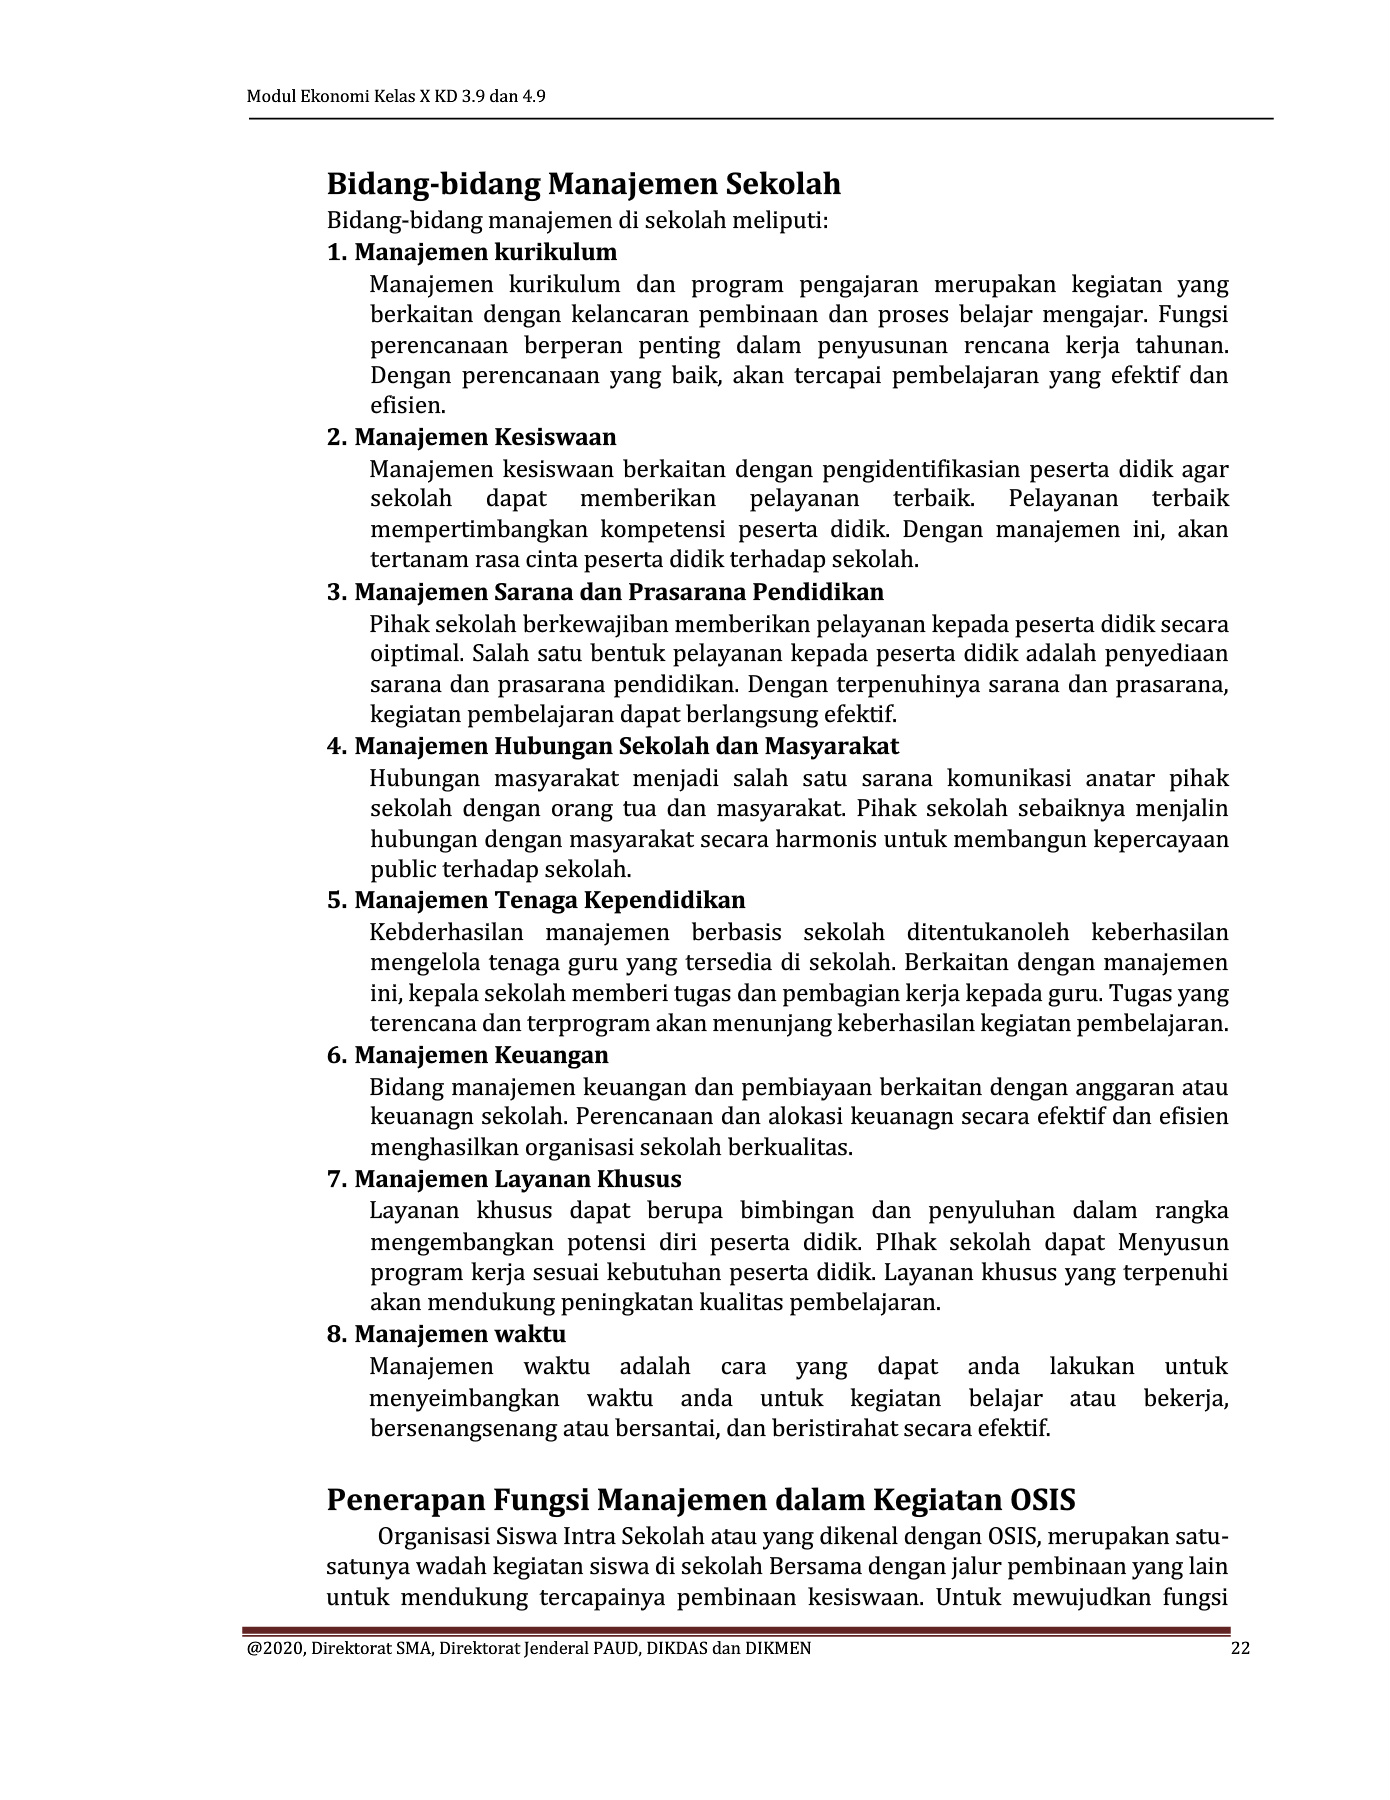 Modul Ekonomi Kelas X KD 3.9 dan 4.9
Bidang-bidang Manajemen Sekolah
Bidang-bidang manajemen di sekolah meliputi:
1. Manajemen kurikulum
Manajemen kurikulum dan program pengajaran merupakan kegiatan yang
berkaitan dengan kelancaran pembinaan dan proses belajar mengajar. Fungsi
perencanaan berperan penting dalam penyusunan rencana kerja tahunan.
Dengan perencanaan yang baik, akan tercapai pembelajaran yang efektif dan
efisien.
2. Manajemen Kesiswaan
Manajemen kesiswaan berkaitan dengan pengidentifikasian peserta didik agar
sekolah dapat memberikan pelayanan terbaik. Pelayanan terbaik
mempertimbangkan kompetensi peserta didik. Dengan manajemen ini, akan
tertanam rasa cinta peserta didik terhadap sekolah.
3. Manajemen Sarana dan Prasarana Pendidikan
Pihak sekolah berkewajiban memberikan pelayanan kepada peserta didik secara
oiptimal. Salah satu bentuk pelayanan kepada peserta didik adalah penyediaan
sarana dan prasarana pendidikan. Dengan terpenuhinya sarana dan prasarana,
kegiatan pembelajaran dapat berlangsung efektif.
4. Manajemen Hubungan Sekolah dan Masyarakat
Hubungan masyarakat menjadi salah satu sarana komunikasi anatar pihak
sekolah dengan orang tua dan masyarakat. Pihak sekolah sebaiknya menjalin
hubungan dengan masyarakat secara harmonis untuk membangun kepercayaan
public terhadap sekolah.
5. Manajemen Tenaga Kependidikan
Kebderhasilan manajemen berbasis sekolah ditentukanoleh keberhasilan
mengelola tenaga guru yang tersedia di sekolah. Berkaitan dengan manajemen
ini, kepala sekolah memberi tugas dan pembagian kerja kepada guru. Tugas yang
terencana dan terprogram akan menunjang keberhasilan kegiatan pembelajaran.
6. Manajemen Keuangan
Bidang manajemen keuangan dan pembiayaan berkaitan dengan anggaran atau
keuanagn sekolah. Perencanaan dan alokasi keuanagn secara efektif dan efisien
menghasilkan organisasi sekolah berkualitas.
7. Manajemen Layanan Khusus
Layanan khusus dapat berupa bimbingan dan penyuluhan dalam rangka
mengembangkan potensi diri peserta didik. PIhak sekolah dapat Menyusun
program kerja sesuai kebutuhan peserta didik. Layanan khusus yang terpenuhi
akan mendukung peningkatan kualitas pembelajaran.
8. Manajemen waktu
Manajemen waktu adalah cara yang dapat anda lakukan untuk
menyeimbangkan waktu anda untuk kegiatan belajar atau bekerja,
bersenangsenang atau bersantai, dan beristirahat secara efektif.
Penerapan Fungsi Manajemen dalam Kegiatan OSIS
Organisasi Siswa Intra Sekolah atau yang dikenal dengan OSIS, merupakan satu-
satunya wadah kegiatan siswa di sekolah Bersama dengan jalur pembinaan yang lain
untuk mendukung tercapainya pembinaan kesiswaan. Untuk mewujudkan fungsi
@2020, Direktorat SMA, Direktorat Jenderal PAUD, DIKDAS dan DIKMEN 22